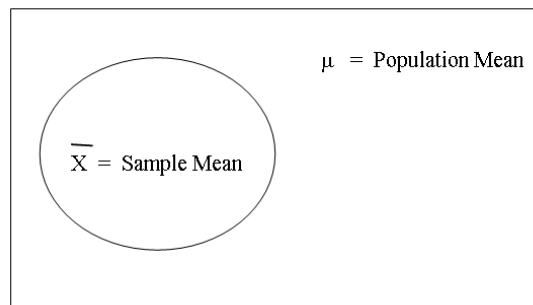 μ = Population Mean
X̅ = Sample Mean